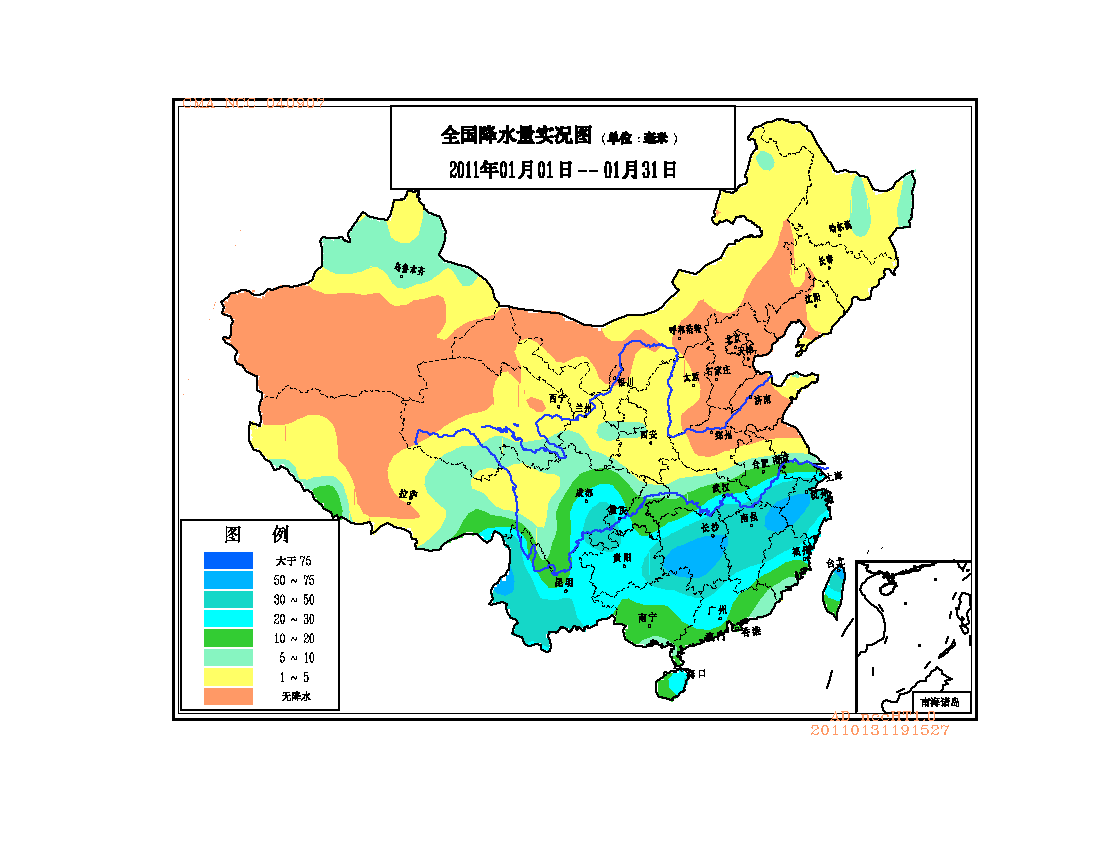 CMA NCC 040902
全国降水量实况图（单位:毫米）
2011年01月01日--01月31日
哈尔滨
长春
乌鲁木齐
沈阳
呼和浩特
北京
天津
银川
太原
石家庄
西宁
兰州
济南
西安
郑州
拉萨
成都
合肥
南京
上海
武汉
杭州
重庆
长沙
南昌
贵阳
福州
昆明
台北
南宁
广州
澳门
香港
海口
图 例
大于 75
50 ~ 75
30 ~ 50
20 ~ 30
10 ~ 20
5 ~ 10
1 ~ 5
无降水
南海诸岛
20110131191527